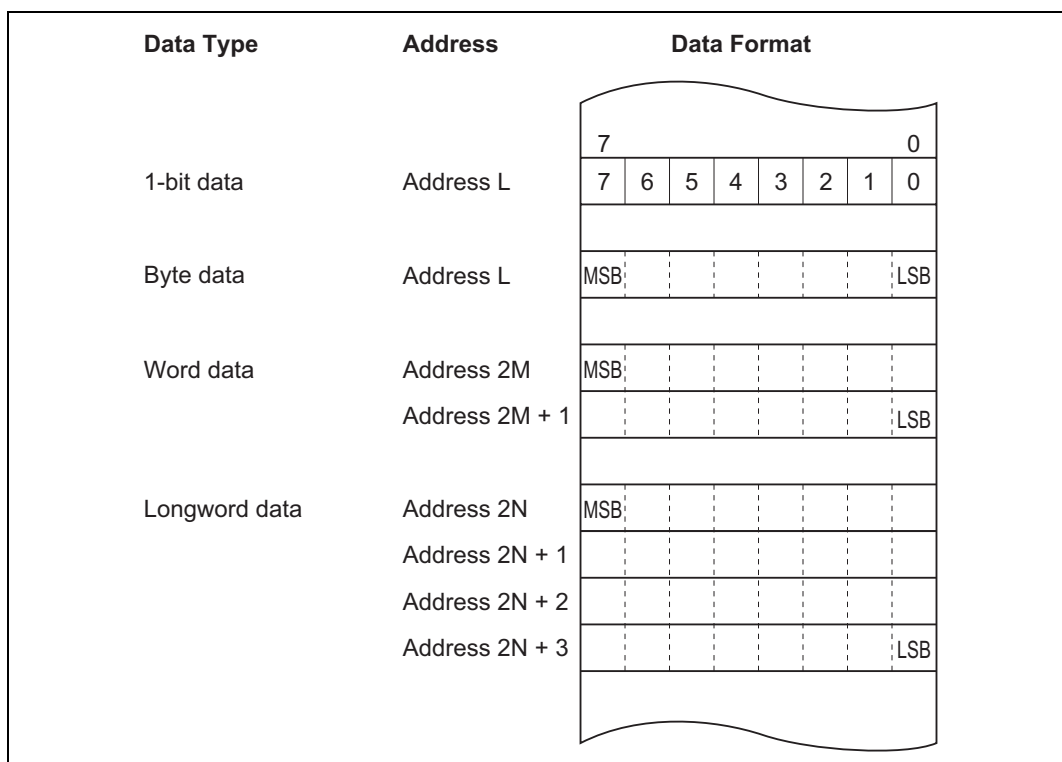 Data Type Address Data Format
7 0
1-bit data Address L 7 6 5 4 3 2 1 0
Byte data Address L MSB LSB
Word data Address 2M MSB
Address 2M + 1 LSB
Longword data Address 2N MSB
Address 2N + 1
Address 2N + 2
Address 2N + 3 LSB